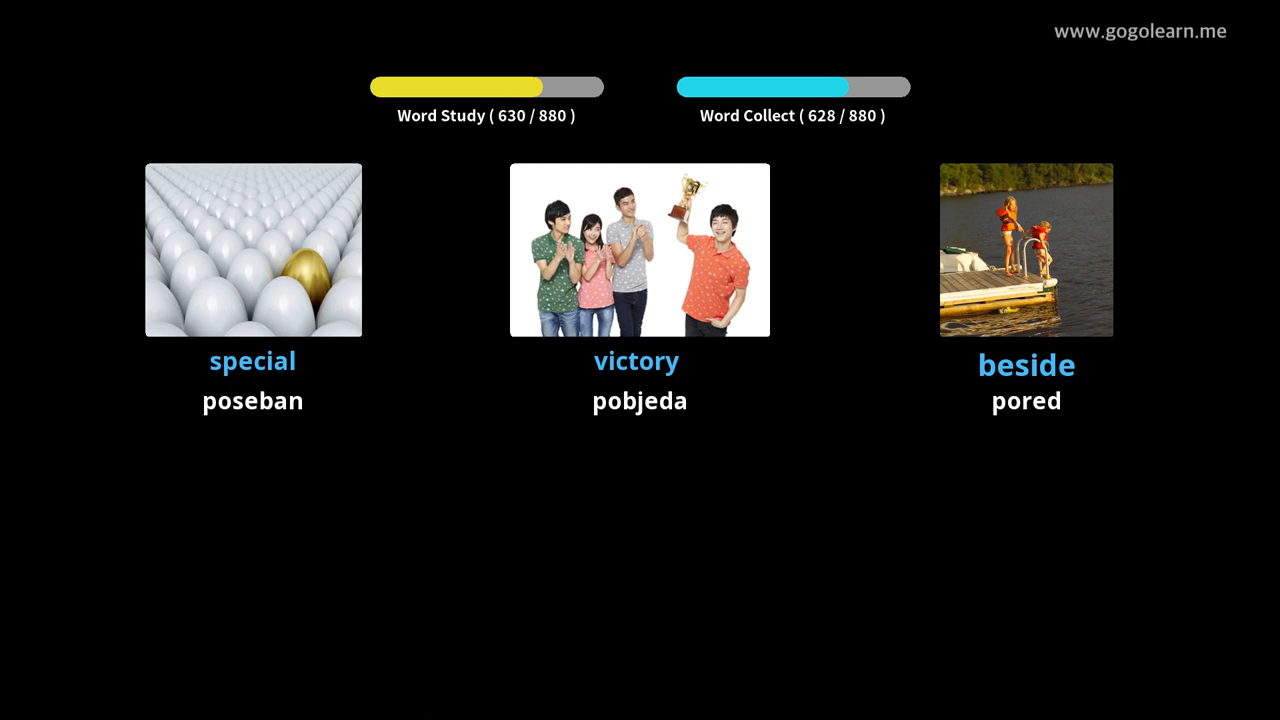 www.gogolearn.me
Word Study ( 630 / 880 )
Word Collect ( 628 / 880 )
special
poseban
victory
pobjeda
beside
pored